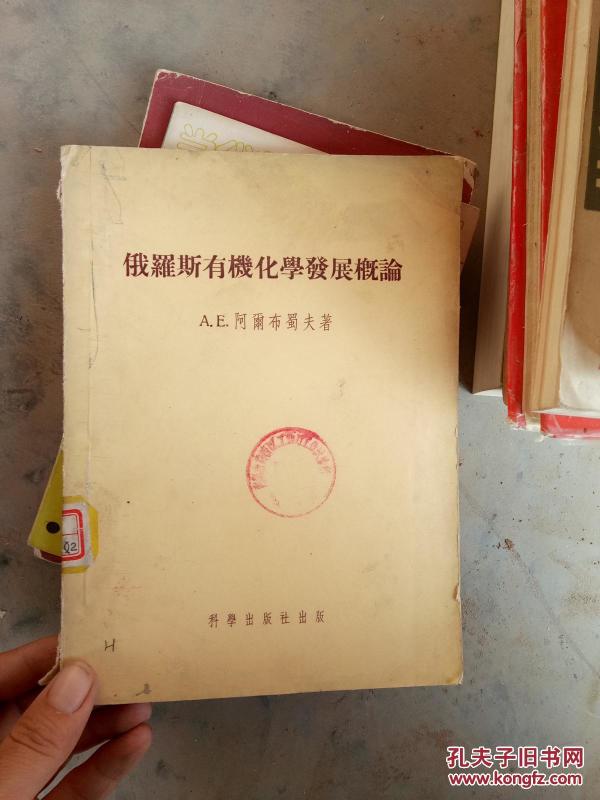 俄羅斯有機化學發展概論
A.E. 阿爾布蜀夫著
科學出版社出版
H
孔夫子旧书网
www.kongfz.com